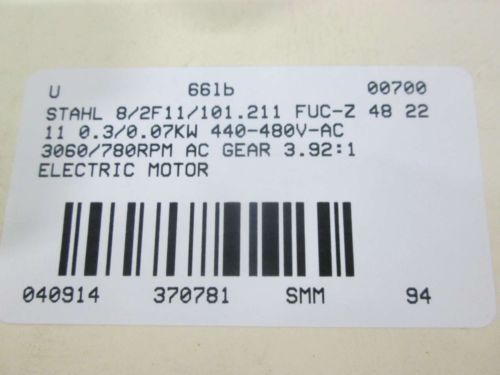 U 661b 00700
STAHL 8/2F11/101.211 FUC-Z 48 22
11 0.3/0.07KW 440-480V-AC
3060/780RPM AC GEAR 3.92:1
ELECTRIC MOTOR
040914 370781 SMM 94